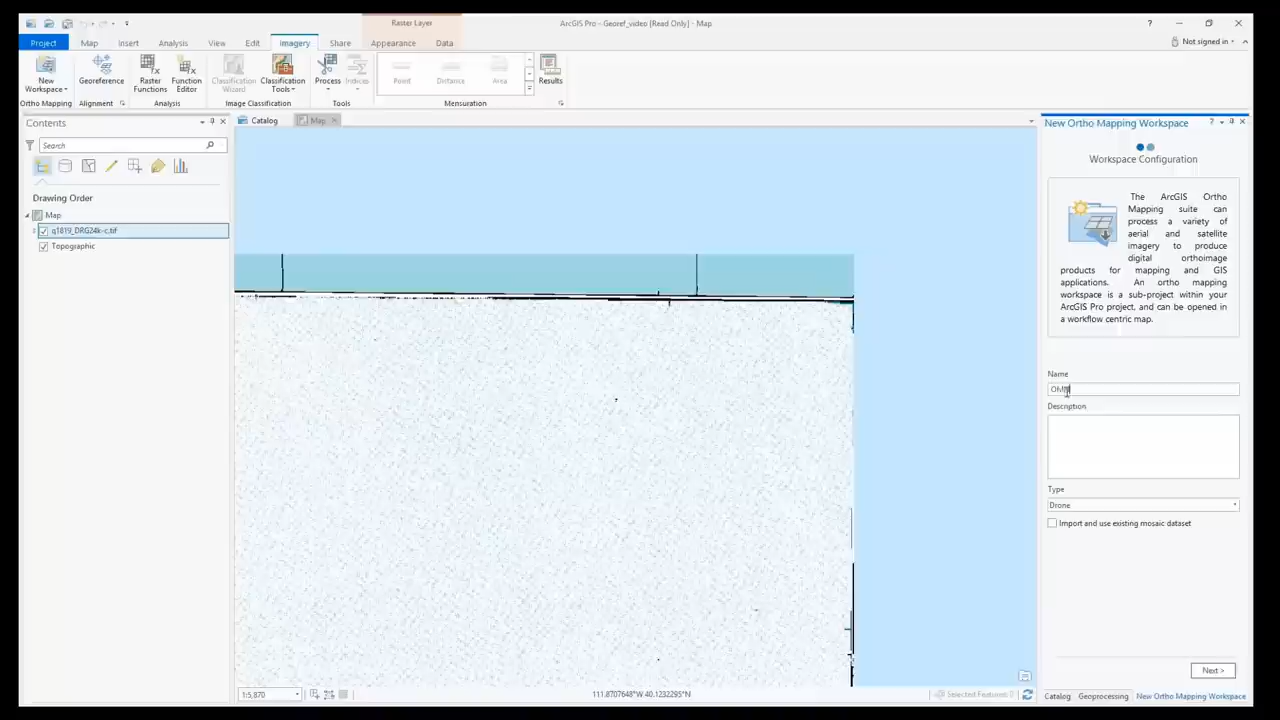 Raster Layer
ArcGIS Pro - Georef_video [Read Only] - Map
?
Project Map Insert Analysis View Edit Imagery Share Appearance Data
Not signed in
New Workspace
Georeference
Raster Functions
Function Editor
Classification Wizard
Classification Tools
Process
Indices
Point
Distance
Area
Results
Ortho Mapping
Alignment
Analysis
Image Classification
Tools
Mensuration
Contents
Search
Drawing Order
Map
q1819_DRG24k-c.tif
Topographic
Catalog
Map
1:5,870
111.8707648°W 40.1232295°N
Selected Features: 0
New Ortho Mapping Workspace
?
Workspace Configuration
The ArcGIS Ortho
Mapping suite can
process a variety of
aerial and satellite
imagery to produce
digital orthoimage
products for mapping and GIS
applications. An ortho mapping
workspace is a sub-project within your
ArcGIS Pro project, and can be opened in
a workflow centric map.
Name
Description
Type
Drone
Import and use existing mosaic dataset
Next >
Catalog Geoprocessing New Ortho Mapping Workspace